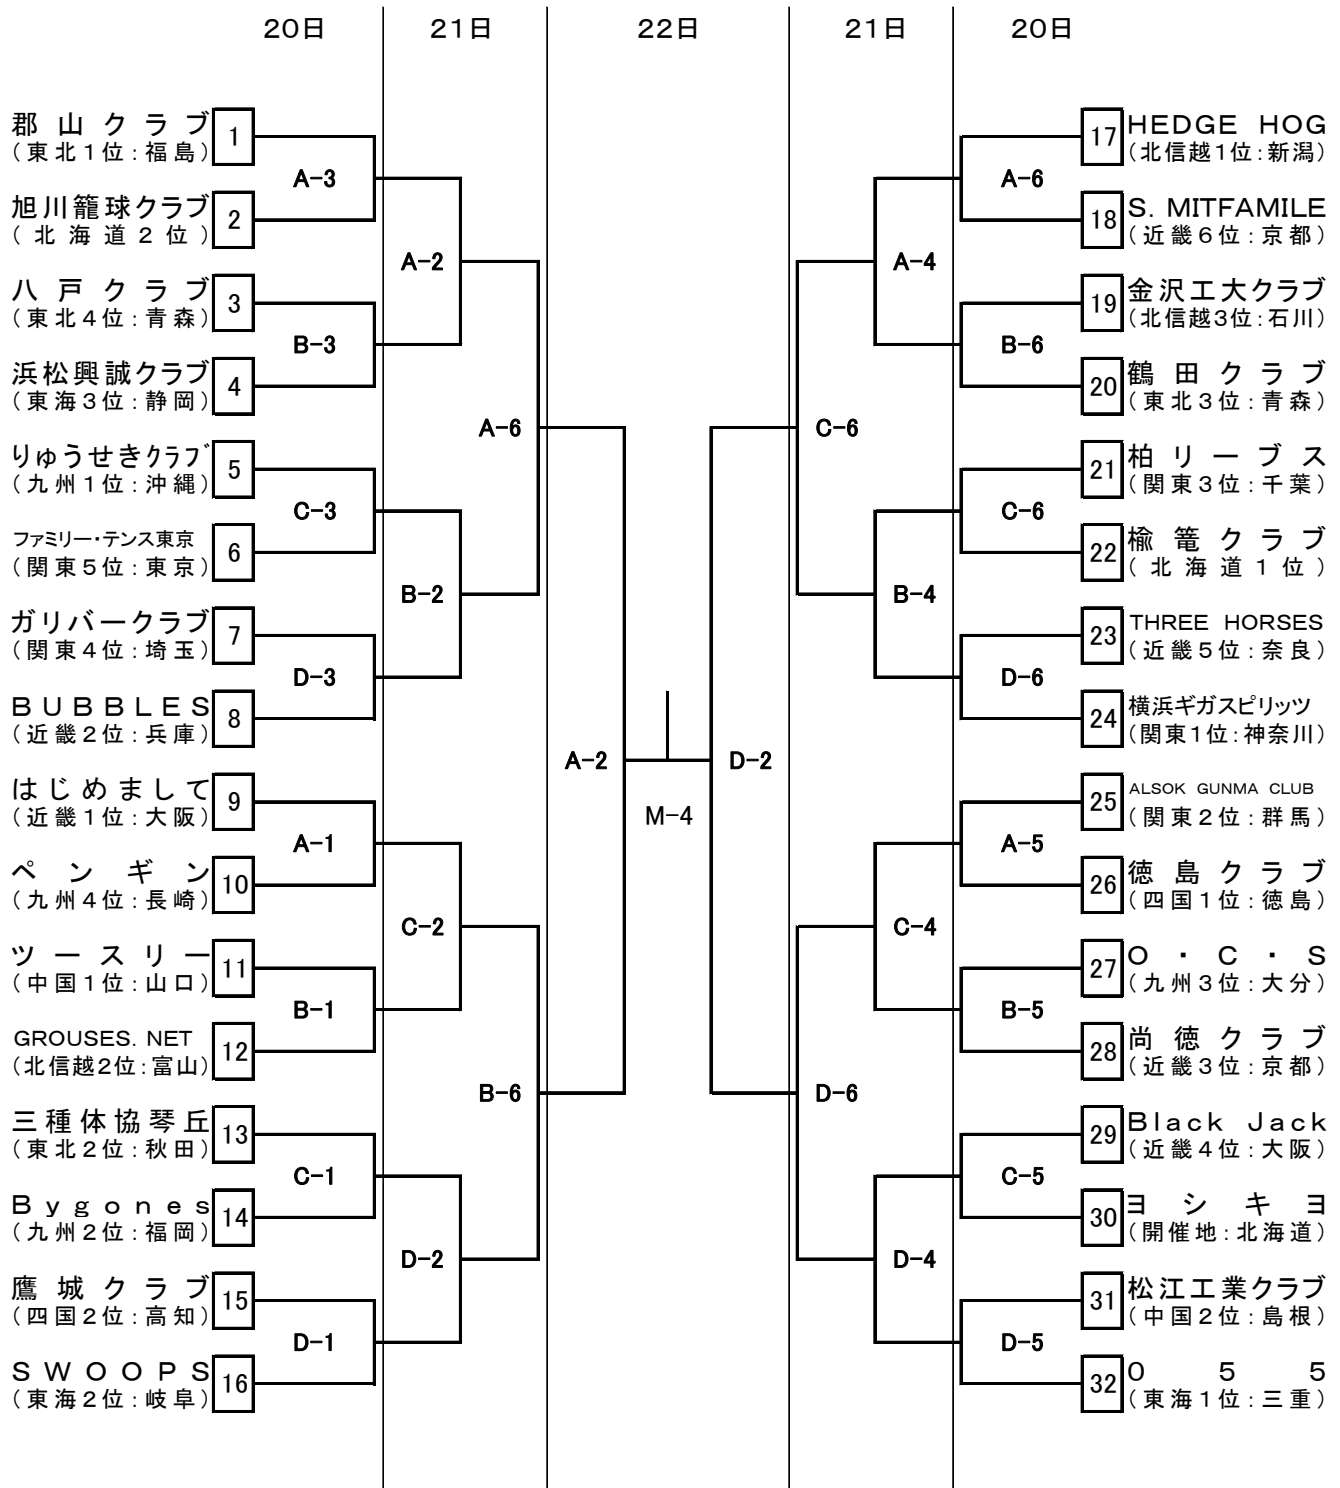 20日 21日 22日 21日 20日
郡山クラブ 1
(東北1位:福島)
A-3
旭川籠球クラブ 2
(北海道2位)
A-2
八戸クラブ 3
(東北4位:青森)
B-3
浜松興誠クラブ 4
(東海3位:静岡)
A-6
りゅうせきクラブ 5
(九州1位:沖縄)
C-3
ファミリー・テンス東京 6
(関東5位:東京)
B-2
ガリバークラブ 7
(関東4位:埼玉)
D-3
BUBBLES 8
(近畿2位:兵庫)
A-2
はじめまして 9
(近畿1位:大阪)
A-1
ペンギン 10
(九州4位:長崎)
C-2
ツースリー 11
(中国1位:山口)
B-1
GROUSES.NET 12
(北信越2位:富山)
B-6
三種体協琴丘 13
(東北2位:秋田)
C-1
Bygones 14
(九州2位:福岡)
D-2
鷹城クラブ 15
(四国2位:高知)
D-1
SWOOPS 16
(東海2位:岐阜)
M-4
17 HEDGE HOG
(北信越1位:新潟)
A-6
18 S.MITFAMILE
(近畿6位:京都)
A-4
19 金沢工大クラブ
(北信越3位:石川)
B-6
20 鶴田クラブ
(東北3位:青森)
C-6
21 柏リーブス
(関東3位:千葉)
C-6
22 楡篭クラブ
(北海道1位)
B-4
23 THREE HORSES
(近畿5位:奈良)
D-6
24 横浜ギガスピリッツ
(関東1位:神奈川)
D-2
25 ALSOK GUNMA CLUB
(関東2位:群馬)
A-5
26 徳島クラブ
(四国1位:徳島)
C-4
27 O・C・S
(九州3位:大分)
B-5
28 尚徳クラブ
(近畿3位:京都)
D-6
29 Black Jack
(近畿4位:大阪)
C-5
30 ヨシキヨ
(開催地:北海道)
D-4
31 松江工業クラブ
(中国2位:島根)
D-5
32 055
(東海1位:三重)